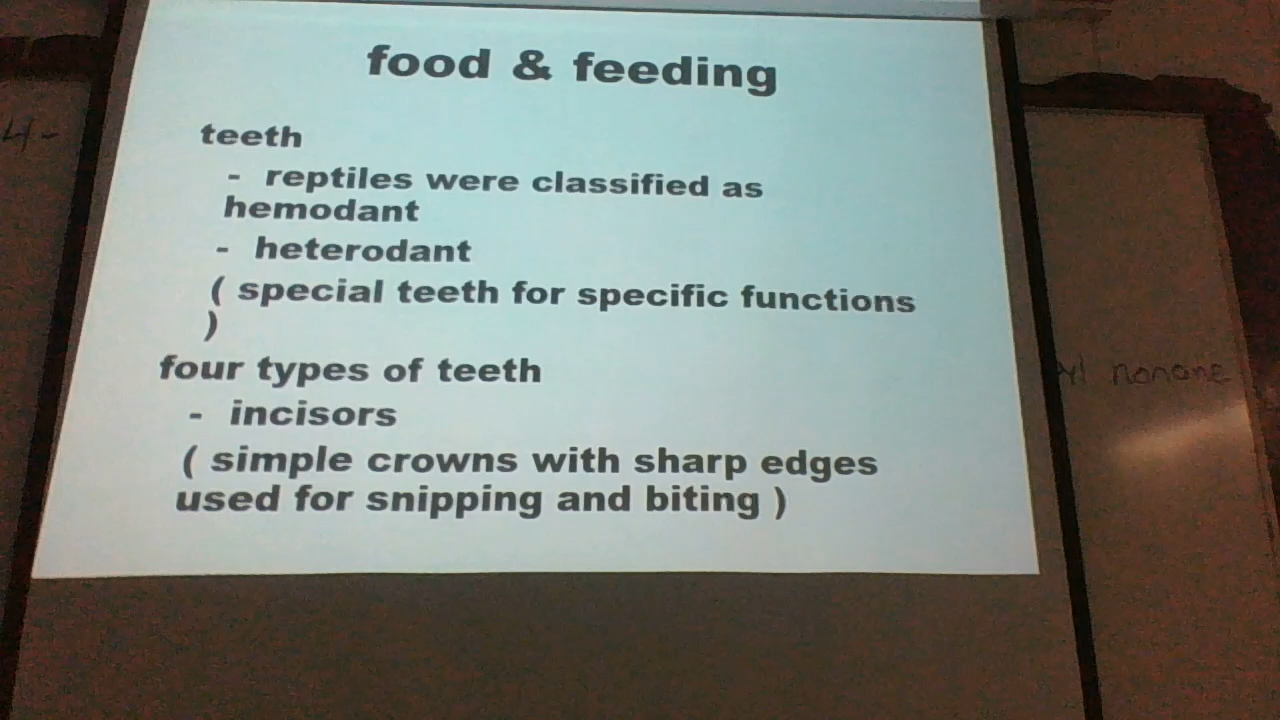 food & feeding
teeth
- reptiles were classified as
hemodant
- heterodant
( special teeth for specific functions
)
four types of teeth
- incisors
( simple crowns with sharp edges
used for snipping and biting )
4-